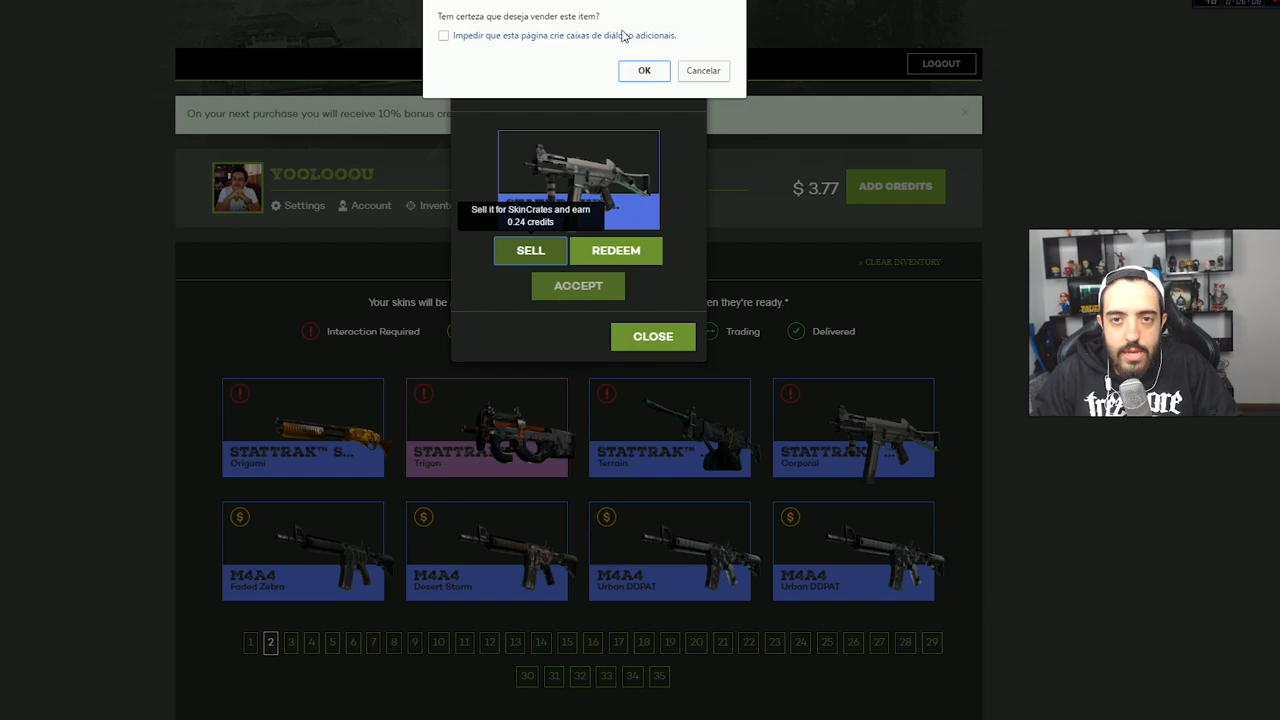 Tem certeza que deseja vender este item?
Impedir que esta página crie caixas de diálogo adicionais.
OK
Cancelar
LOGOUT
On your next purchase you will receive 10% bonus
×
YOOLOOOU
Settings
Account
$ 3.77
ADD CREDITS
Sell it for SkinCrates and earn
0.24 credits
SELL
REDEEM
ACCEPT
» CLEAR INVENTORY
Your skins will be
they're ready.*
Interaction Required
Trading
Delivered
CLOSE
STATTRAK™ S...
Origami
STATTRAK™ ...
Trigon
STATTRAK™ ...
Terrain
STATTRAK™ ...
Corporal
M4A4
Faded Zebra
M4A4
Desert Storm
M4A4
Urban DDPAT
M4A4
Urban DDPAT
1 2 3 4 5 6 7 8 9 10 11 12 13 14 15 16 17 18 19 20 21 22 23 24 25 26 27 28 29
30 31 32 33 34 35